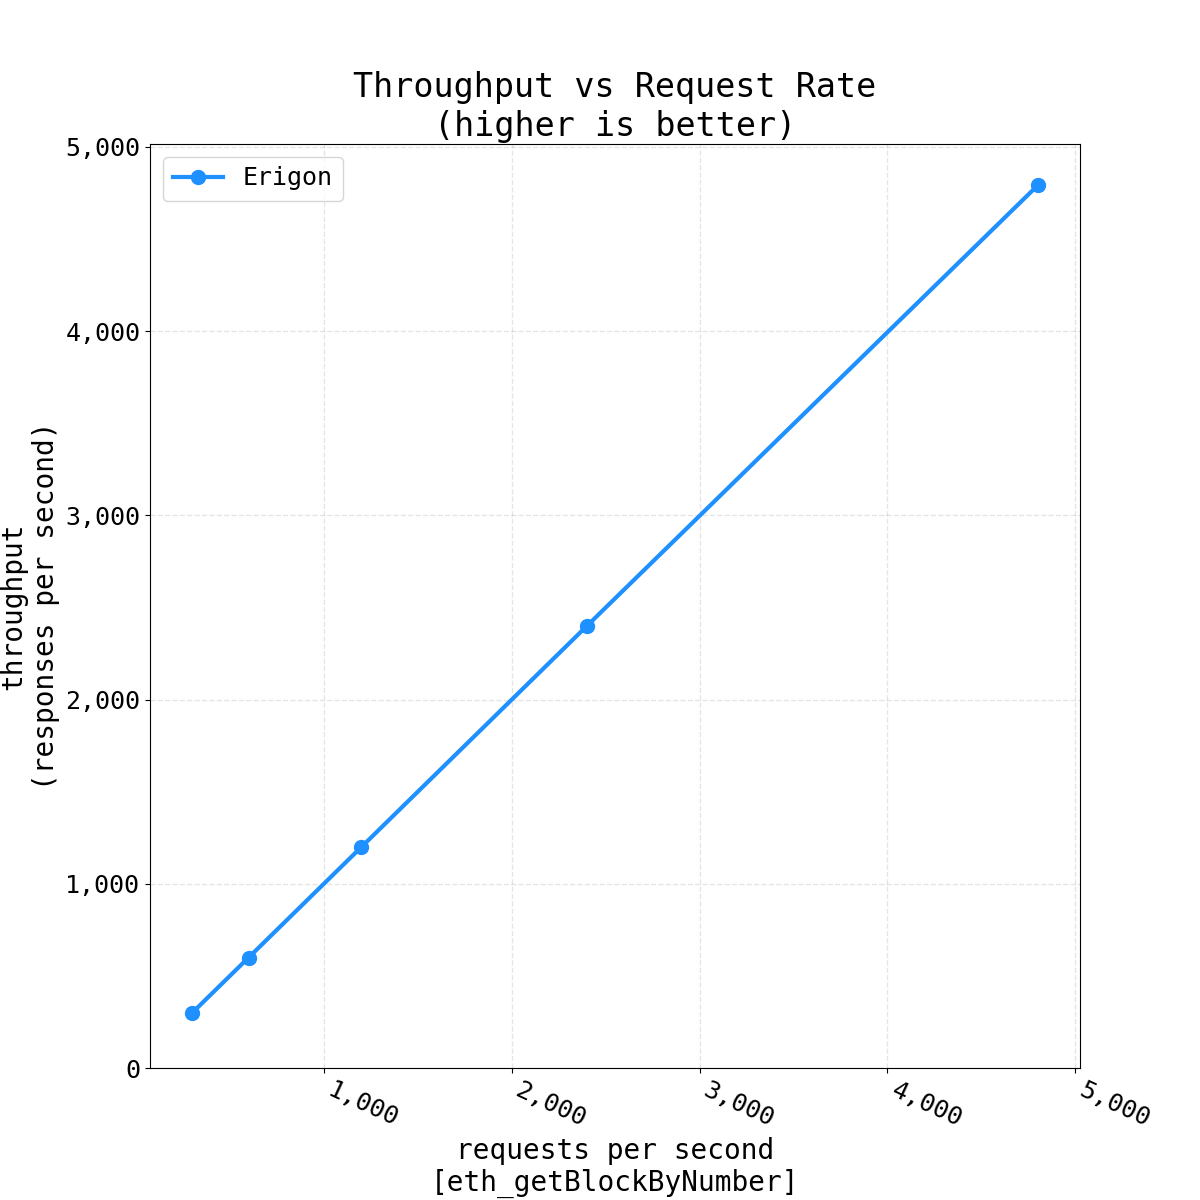 Throughput vs Request Rate
(higher is better)
Erigon
5,000
4,000
3,000
2,000
1,000
0
throughput
(responses per second)
1,000
2,000
3,000
4,000
5,000
requests per second
[eth_getBlockByNumber]